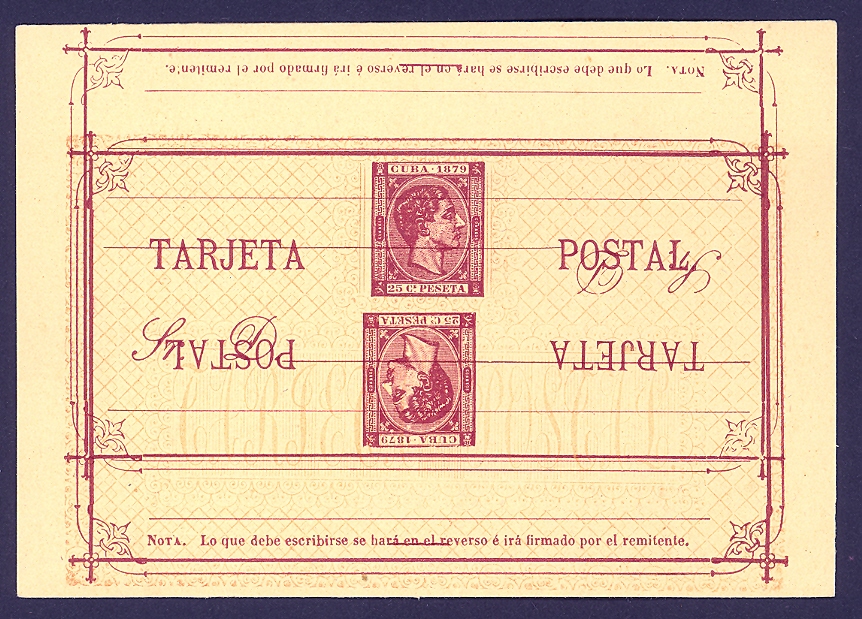 NOTA. Lo que debe escribirse se hará en el reverso é irá firmado por el remitente.
CUBA · 1879
TARJETA POSTAL
Sr. D.
25 Cs. PESETA
25 Cs. PESETA
Sr. D.
TARJETA POSTAL
CUBA · 1879
NOTA. Lo que debe escribirse se hará en el reverso é irá firmado por el remitente.